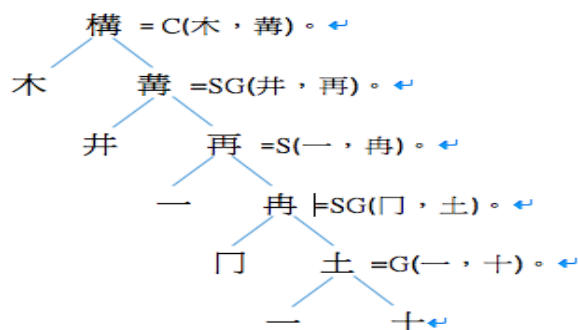 構 = C(木，冓)。
木 冓 =SG(井，再)。
井 再 =S(一，冉)。
一 冉 =SG(冂，土)。
冂 土 =G(一，十)。
一 十